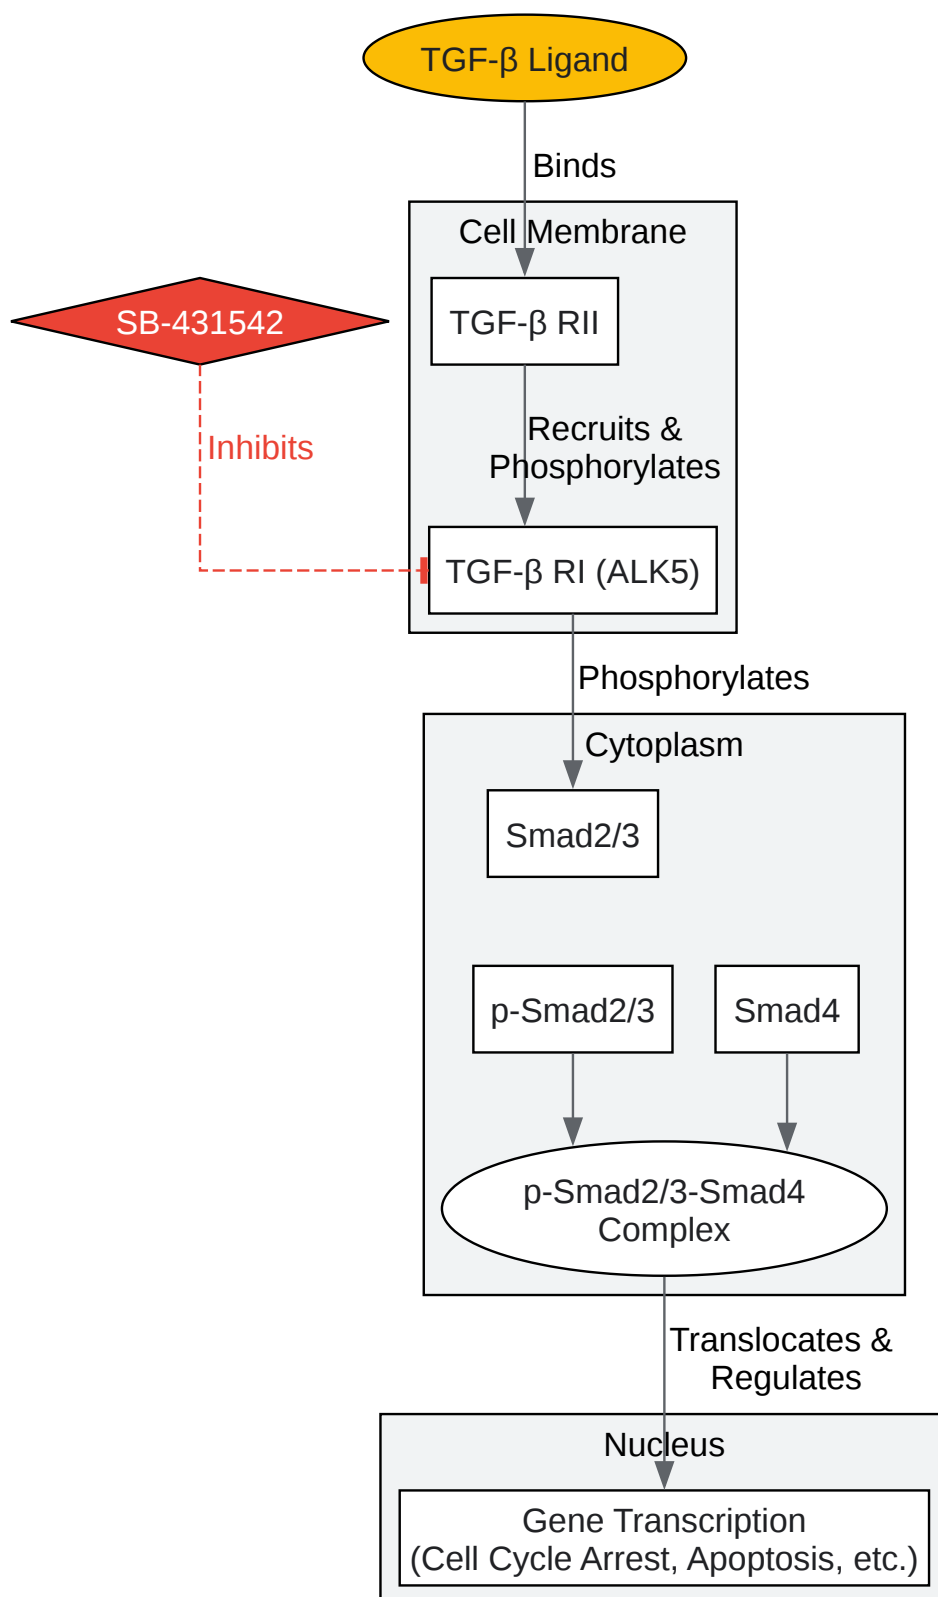 TGF-β Ligand
Binds
Cell Membrane
TGF-β RII
SB-431542
Inhibits
Recruits &
Phosphorylates
TGF-β RI (ALK5)
Phosphorylates
Cytoplasm
Smad2/3
p-Smad2/3
Smad4
p-Smad2/3-Smad4
Complex
Translocates &
Regulates
Nucleus
Gene Transcription
(Cell Cycle Arrest, Apoptosis, etc.)